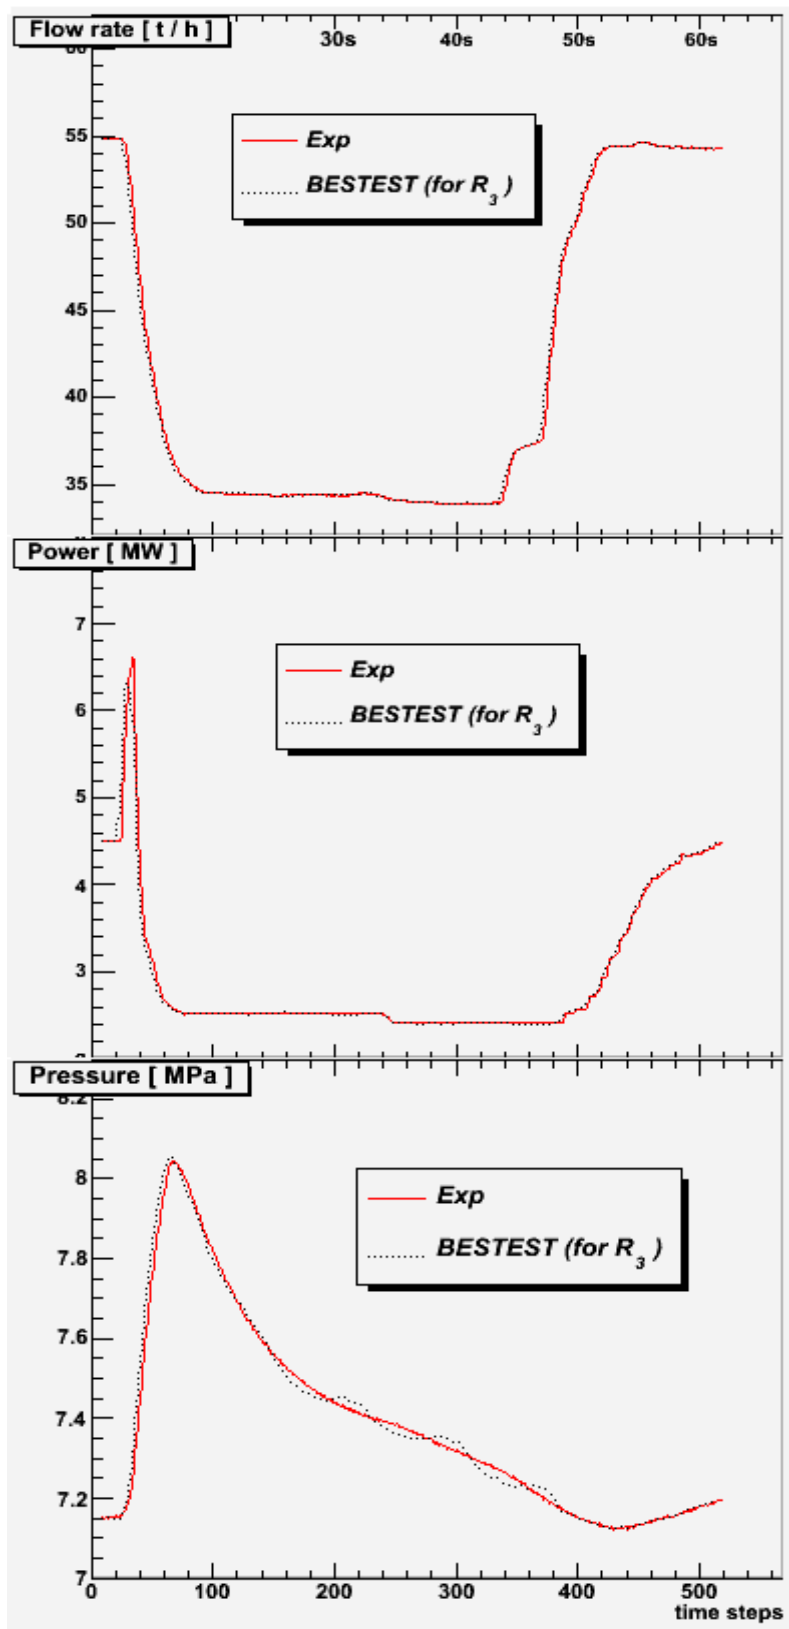 Flow rate [ t / h ]
30s 40s 50s 60s
Exp
BESTEST (for R3 )
55
50
45
40
35
Power [ MW ]
7
Exp
BESTEST (for R3 )
6
5
4
3
Pressure [ MPa ]
8.2
8
Exp
BESTEST (for R3 )
7.8
7.6
7.4
7.2
7
0 100 200 300 400 500
time steps